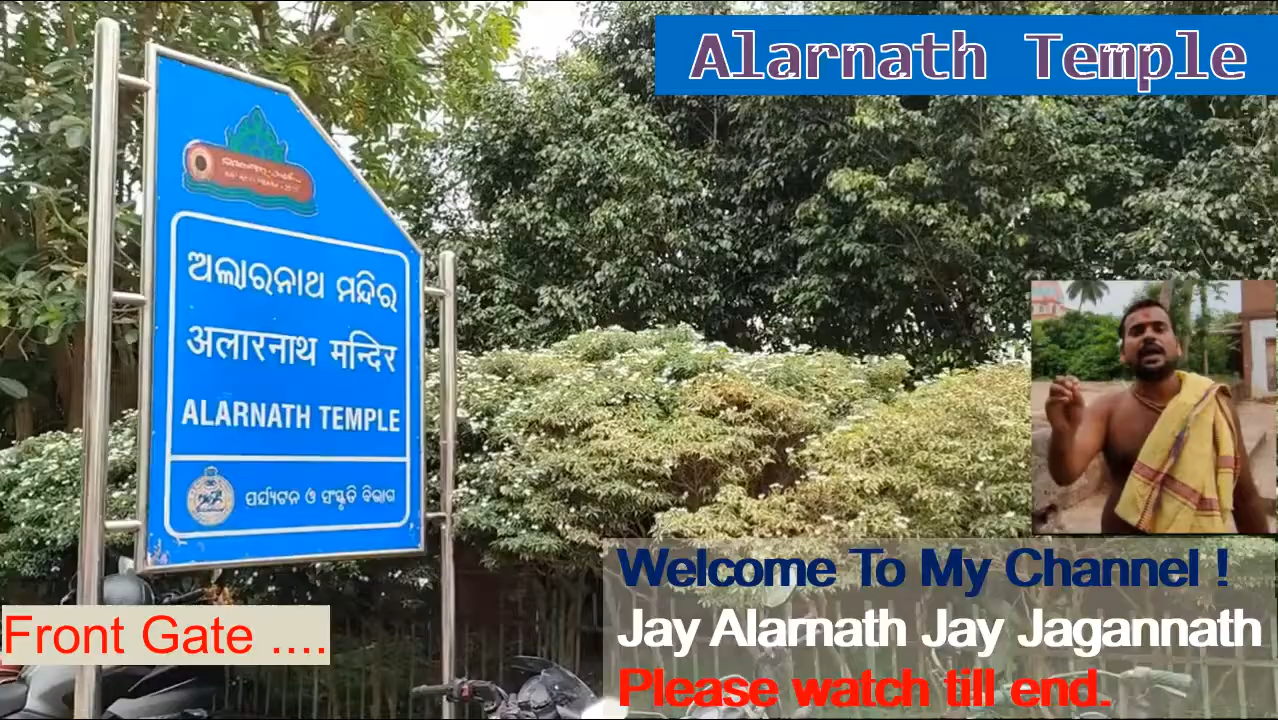 Alarnath Temple
ଅଲାରନାଥ ମନ୍ଦିର
अलारनाथ मन्दिर
ALARNATH TEMPLE
ପର୍ଯ୍ୟଟନ ଓ ସଂସ୍କୃତି ବିଭାଗ
Front Gate ....
Welcome To My Channel !
Jay Alarnath Jay Jagannath
Please watch till end.